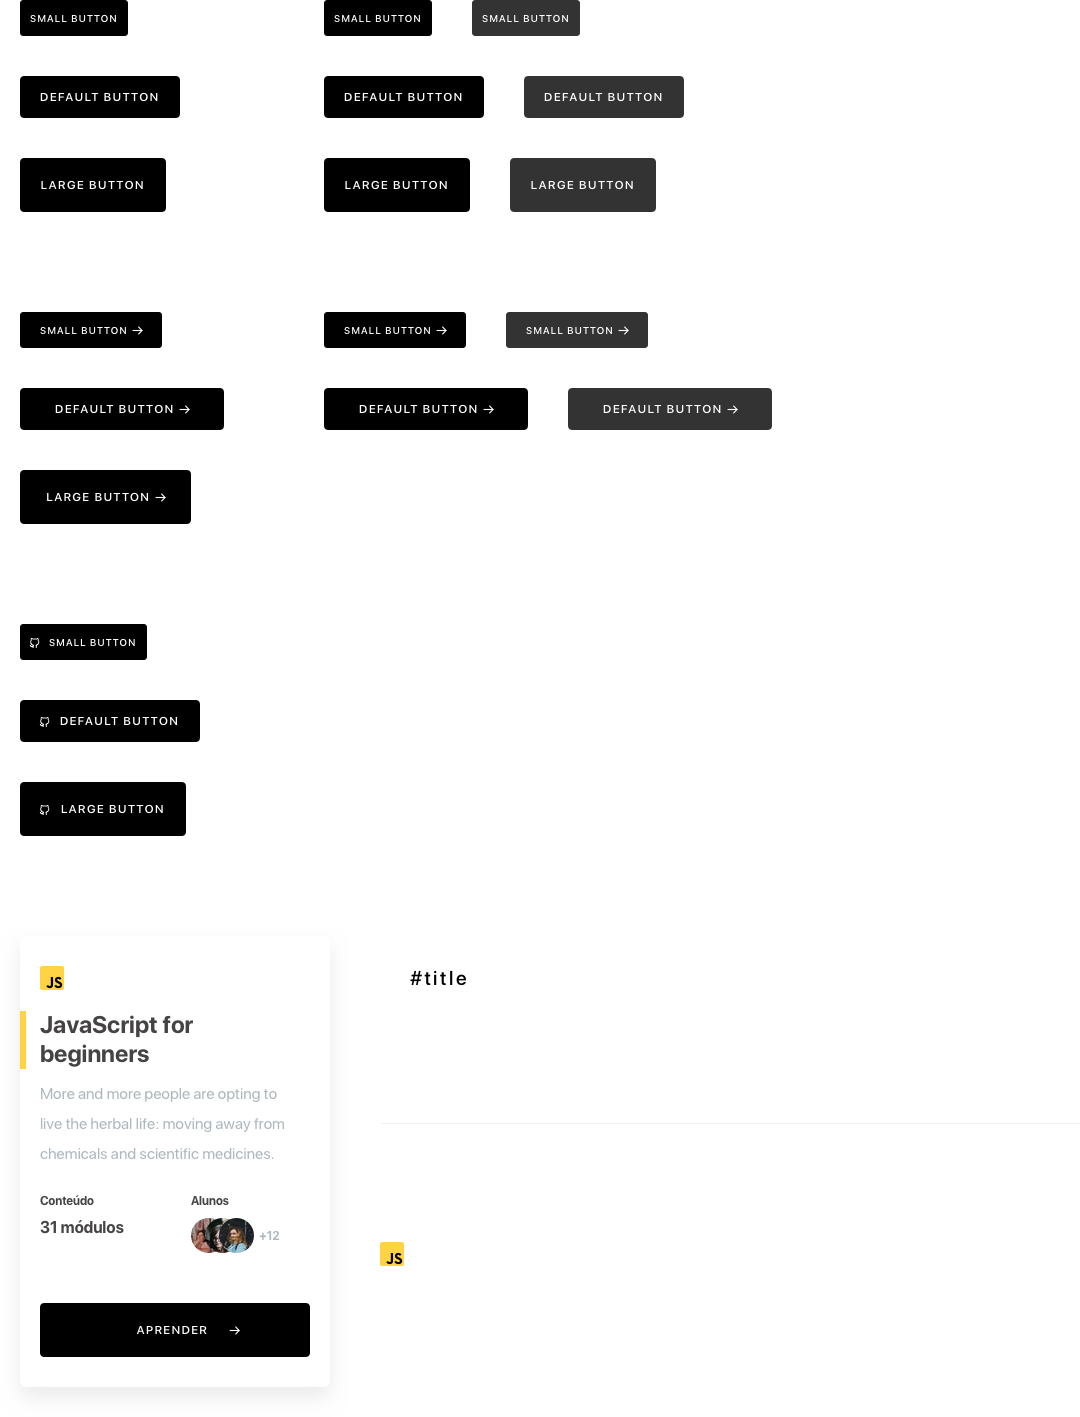 SMALL BUTTON
SMALL BUTTON
SMALL BUTTON
DEFAULT BUTTON
DEFAULT BUTTON
DEFAULT BUTTON
LARGE BUTTON
LARGE BUTTON
LARGE BUTTON
SMALL BUTTON →
SMALL BUTTON →
SMALL BUTTON →
DEFAULT BUTTON →
DEFAULT BUTTON →
DEFAULT BUTTON →
LARGE BUTTON →
SMALL BUTTON
DEFAULT BUTTON
LARGE BUTTON
JS
JavaScript for
beginners
More and more people are opting to
live the herbal life: moving away from
chemicals and scientific medicines.
Conteúdo
31 módulos
Alunos
+12
APRENDER →
#title
JS